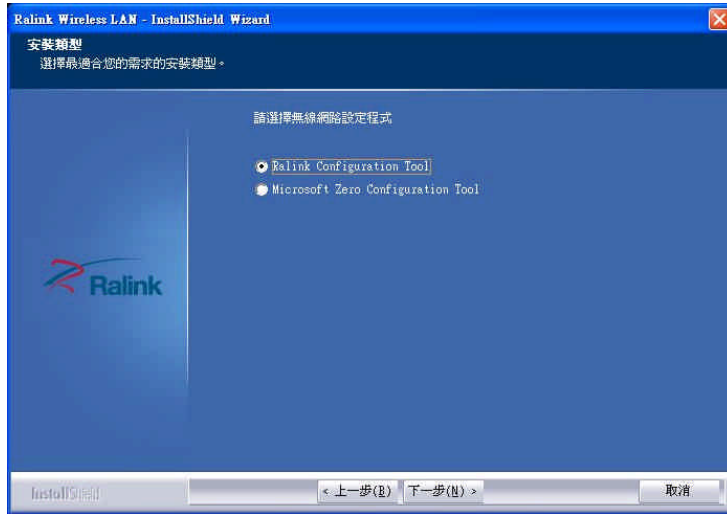 Ralink Wireless LAN - InstallShield Wizard
安裝類型
選擇最適合您的需求的安裝類型。
請選擇無線網路設定程式
Ralink Configuration Tool
Microsoft Zero Configuration Tool
Ralink
InstallShield
< 上一步(B)
下一步(N) >
取消